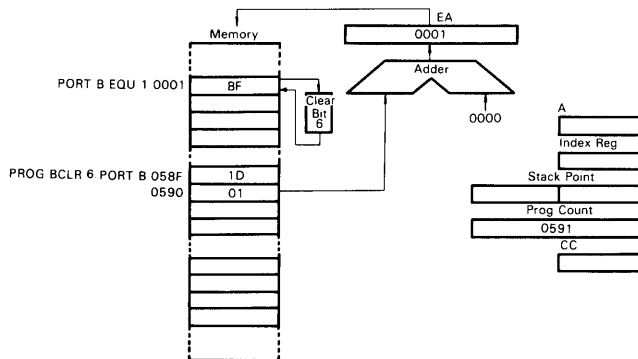 EA
Memory
0001
Adder
PORT B EQU 1 0001
BF
Clear
Bit
6
0000
A
Index Reg
PROG BCLR 6. PORT B 058F
1D
Stack Point
0590
01
Prog Count
0591
CC